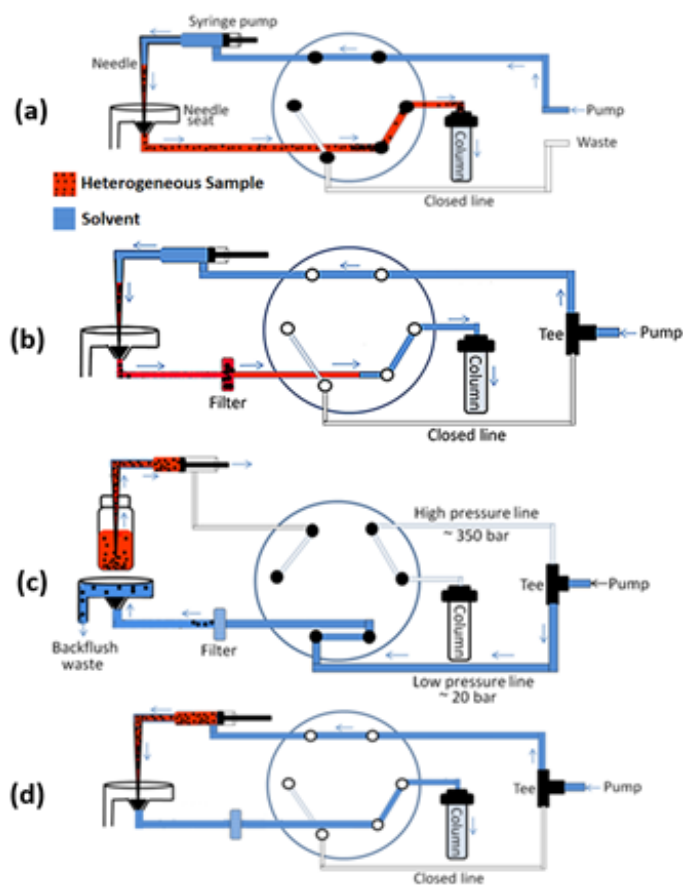 Syringe pump
Needle
Needle
seat
(a)
Pump
Waste
Column
Closed line
Heterogeneous Sample
Solvent
(b)
Tee
Pump
Column
Filter
Closed line
High pressure line
~ 350 bar
(c)
Tee
Pump
Column
Backflush
waste
Filter
Low pressure line
~ 20 bar
(d)
Tee
Pump
Column
Closed line